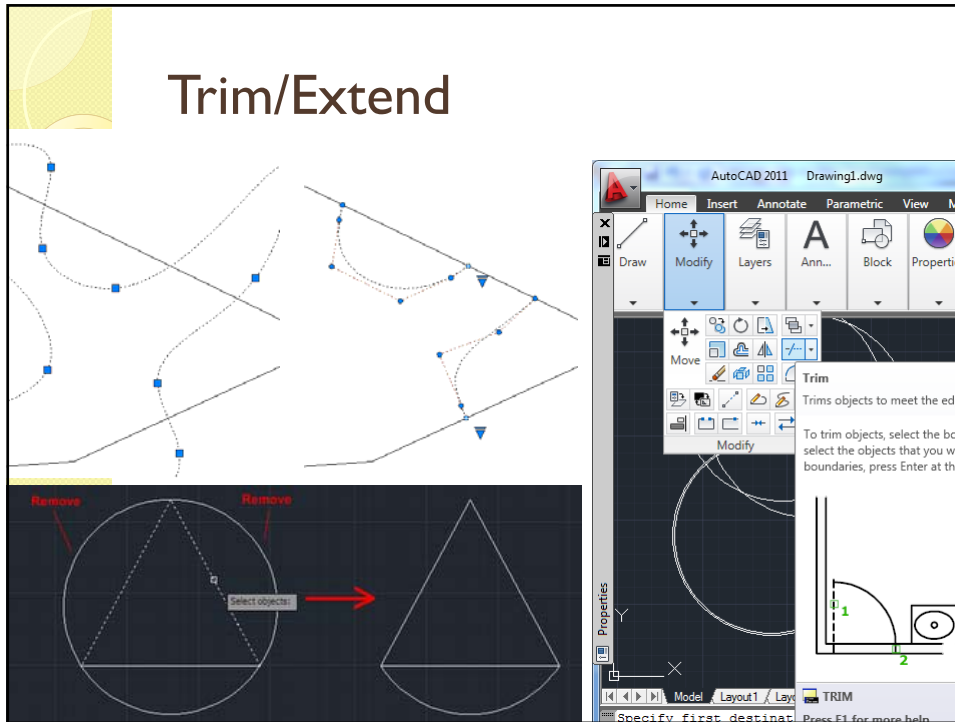 Trim/Extend
AutoCAD 2011 Drawing1.dwg
Home Insert Annotate Parametric View M
Draw Modify Layers Ann... Block Properti
Move
Modify
Trim
Trims objects to meet the ed
To trim objects, select the bo
select the objects that you w
boundaries, press Enter at th
1
2
TRIM
Press F1 for more help
Properties
Y
X
Model Layout1 Layo
Specify first destinat
Remove Remove
Select objects: